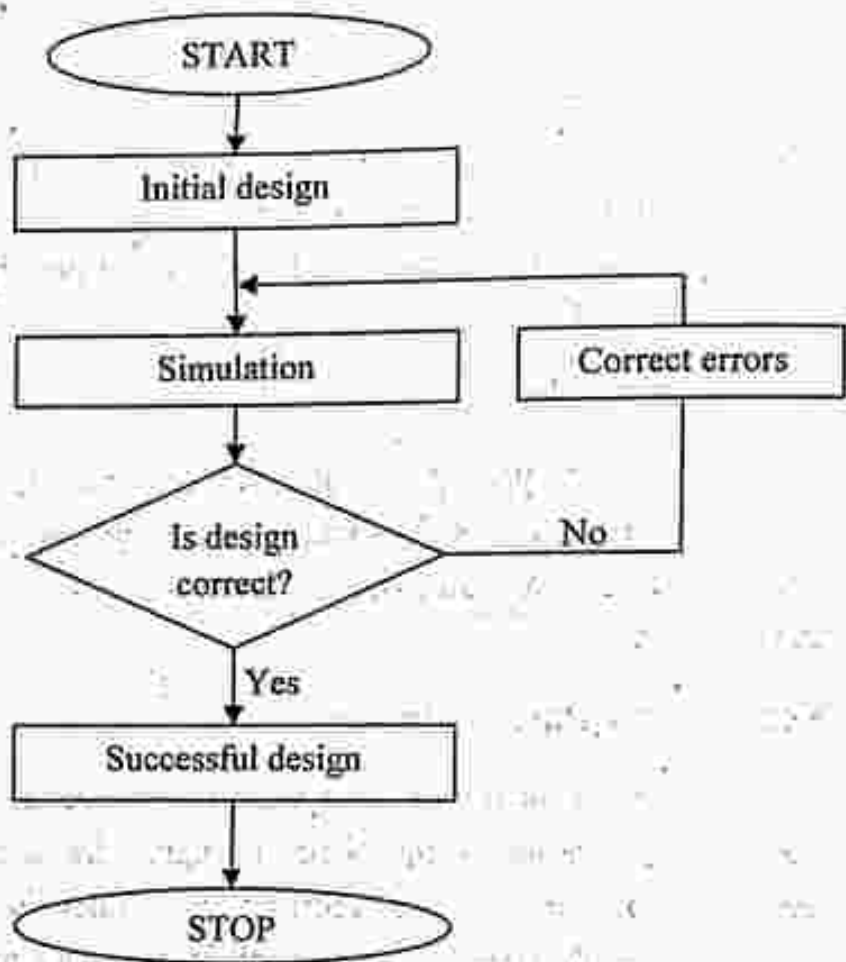 START
Initial design
Simulation
Correct errors
Is design
correct?
No
Yes
Successful design
STOP